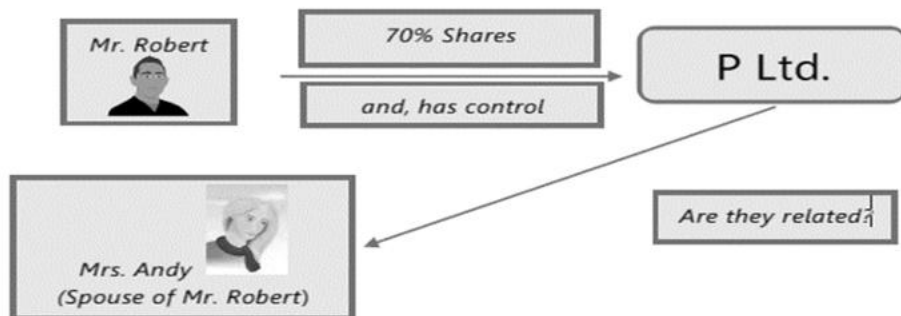 Mr. Robert
70% Shares
and, has control
P Ltd.
Mrs. Andy
(Spouse of Mr. Robert)
Are they related?